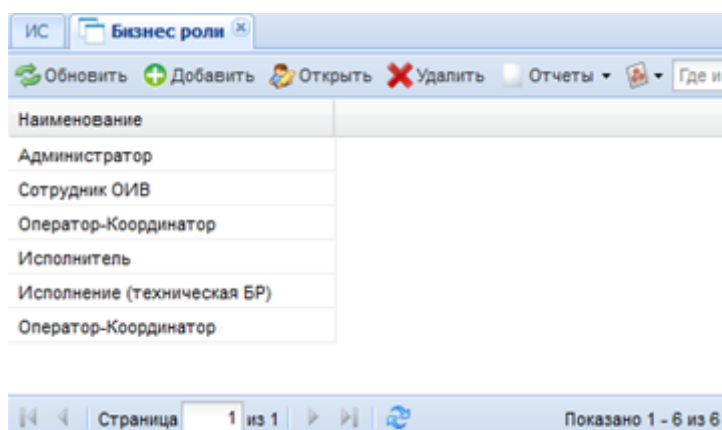 ИС Бизнес роли
Обновить Добавить Открыть Удалить Отчеты Где и
Наименование
Администратор
Сотрудник ОИВ
Оператор-Координатор
Исполнитель
Исполнение (техническая БР)
Оператор-Координатор
Страница 1 из 1 Показано 1 - 6 из 6